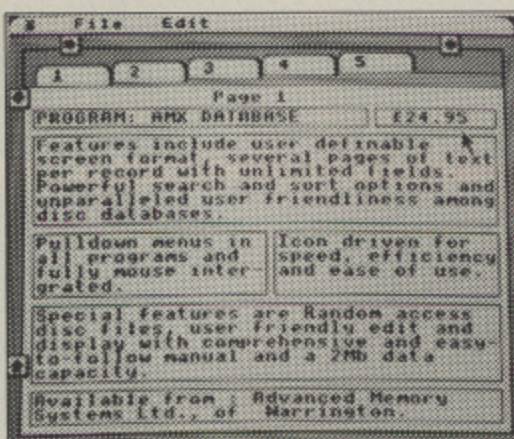 File Edit
1 2 3 4 5
Page 1
PROGRAM: AMX DATABASE £24.95
Features include user definable
screen format, several pages of text
per record with unlimited fields.
Powerful search and sort options and
unparalleled user friendliness among
disc databases.
Pulldown menus in
all programs and
fully mouse inter-
grated.
Icon driven for
speed, efficiency
and ease of use.
Special features are Random access
disc files, user friendly edit and
display with comprehensive and easy-
to-follow manual and a 2Mb data
capacity.
Available from : Advanced Memory
Systems Ltd., of Warrington.